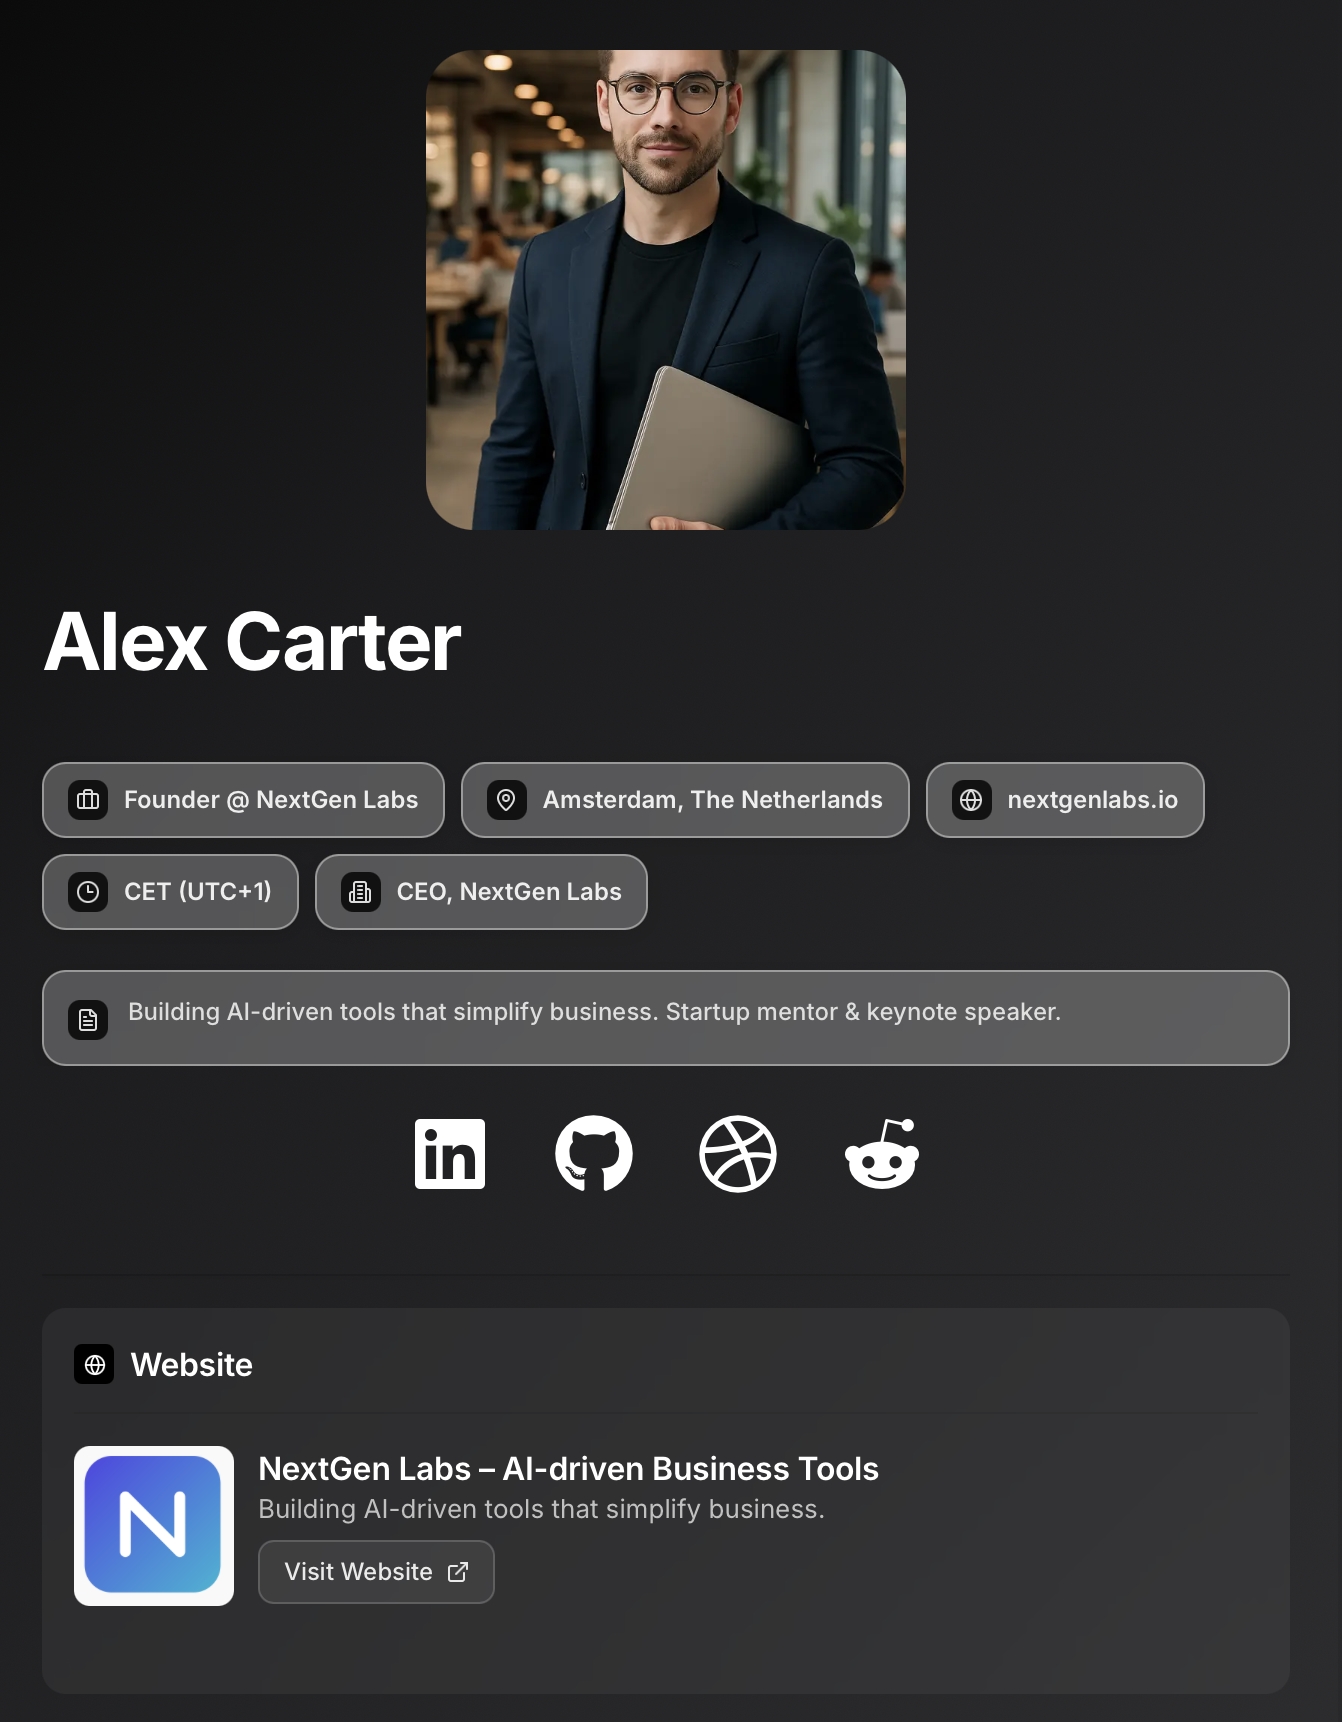 Alex Carter
Founder @ NextGen Labs
Amsterdam, The Netherlands
nextgenlabs.io
CET (UTC+1)
CEO, NextGen Labs
Building AI-driven tools that simplify business. Startup mentor & keynote speaker.
in
Website
N
NextGen Labs – AI-driven Business Tools
Building AI-driven tools that simplify business.
Visit Website